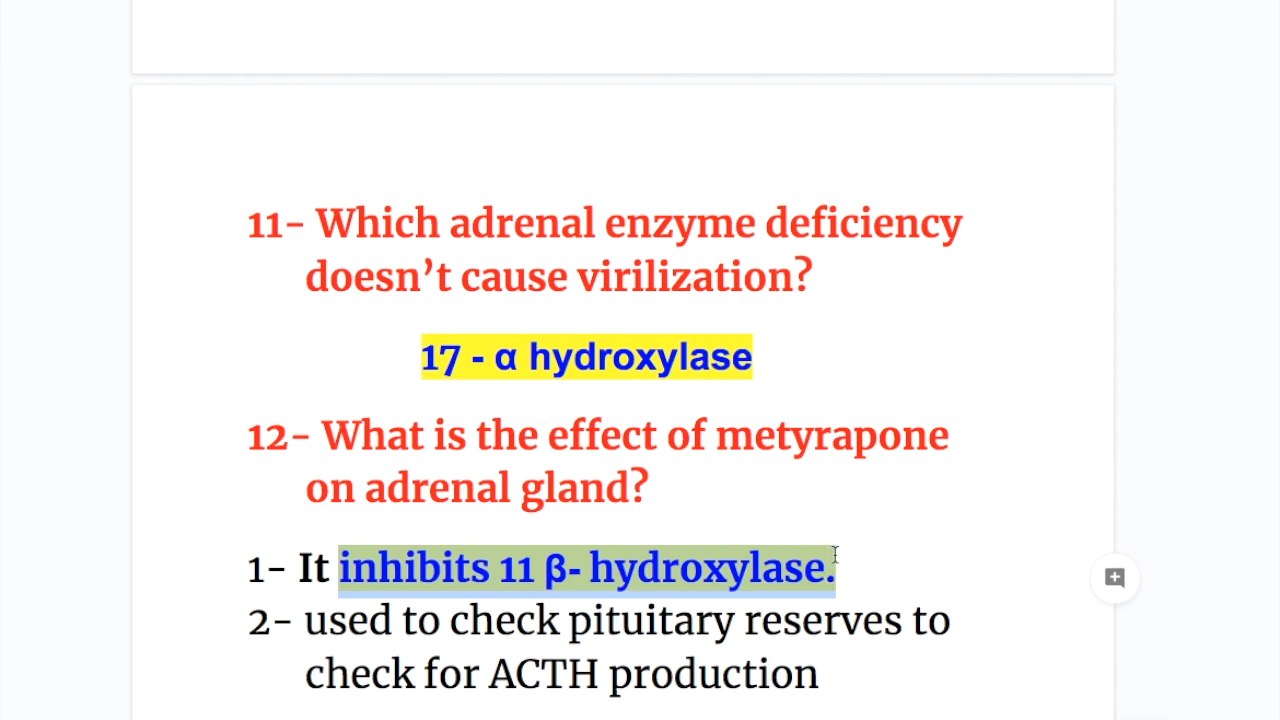 11- Which adrenal enzyme deficiency
doesn’t cause virilization?
17 - α hydroxylase
12- What is the effect of metyrapone
on adrenal gland?
1- It inhibits 11 β- hydroxylase.
2- used to check pituitary reserves to
check for ACTH production